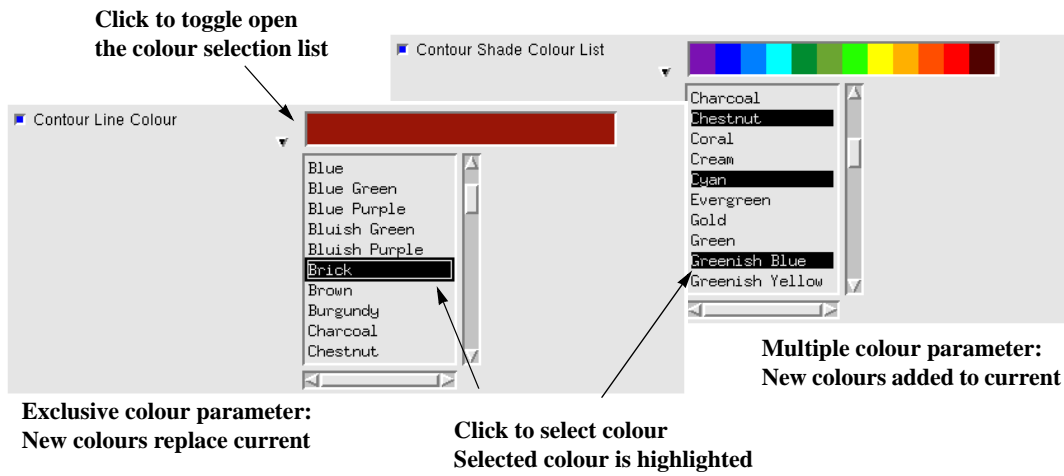 Click to toggle open
the colour selection list
Contour Shade Colour List
Contour Line Colour
Charcoal
Chestnut
Coral
Cream
Cyan
Evergreen
Gold
Green
Greenish Blue
Greenish Yellow
Blue
Blue Green
Blue Purple
Bluish Green
Bluish Purple
Brick
Brown
Burgundy
Charcoal
Chestnut
Multiple colour parameter:
New colours added to current
Exclusive colour parameter:
New colours replace current
Click to select colour
Selected colour is highlighted